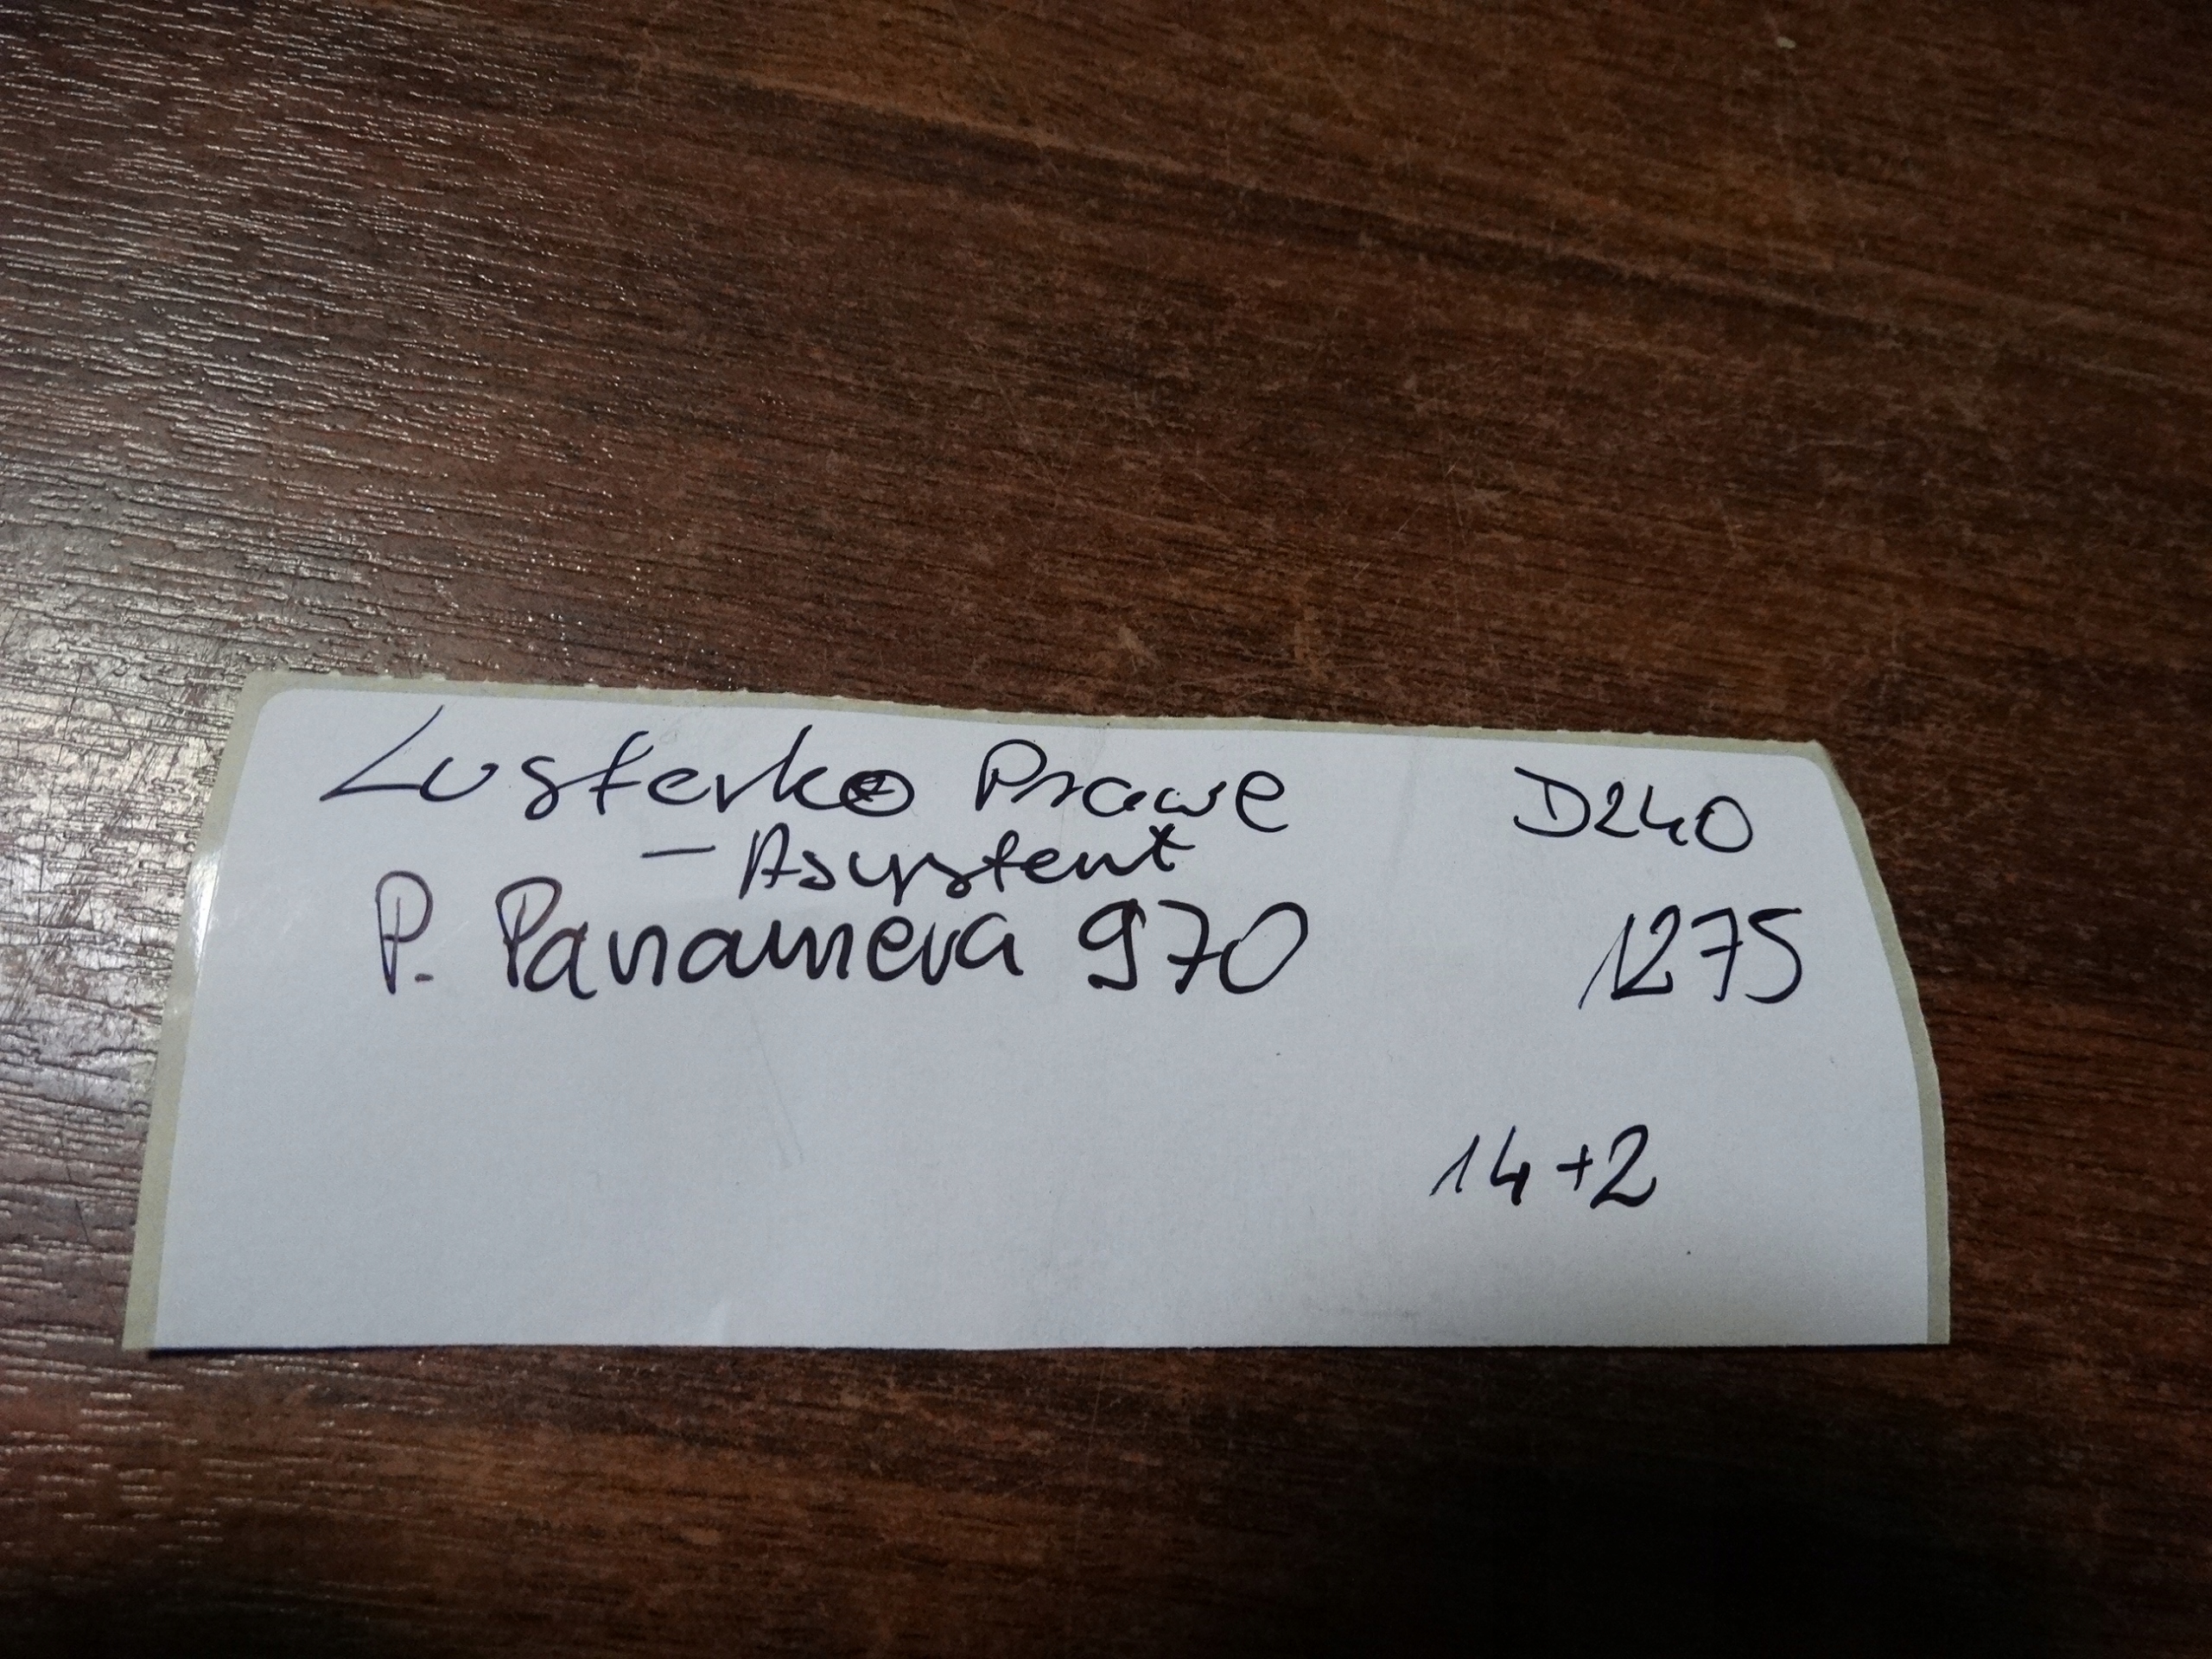 Lusterko Prawe D240
- Asystent
P. Panamera 970 1275
14+2